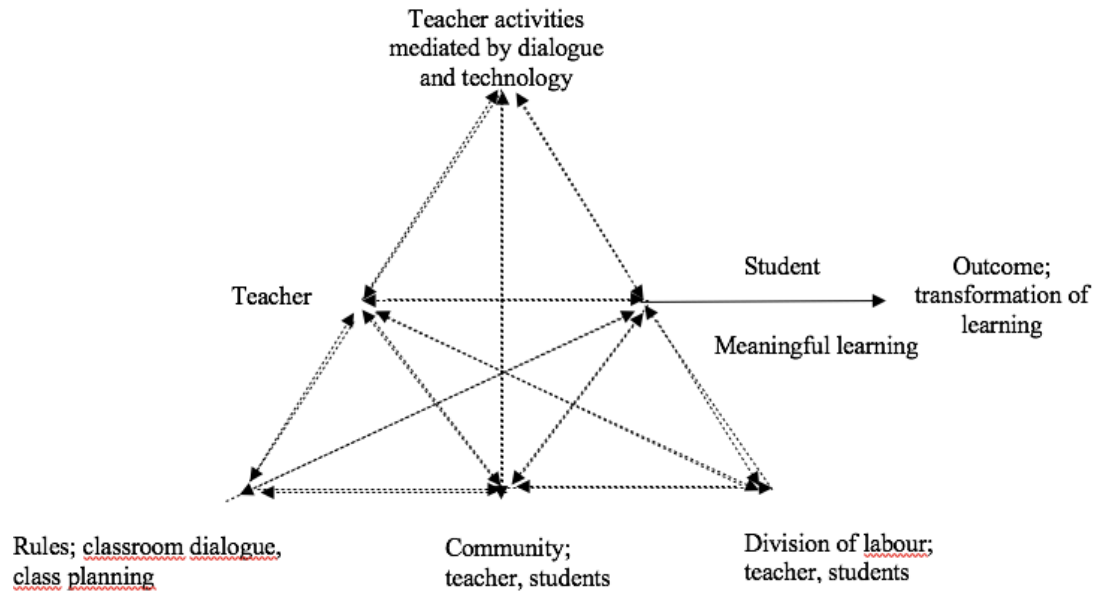 Teacher activities
mediated by dialogue
and technology
Teacher
Student
Meaningful learning
Outcome;
transformation of
learning
Rules; classroom dialogue,
class planning
Community;
teacher, students
Division of labour;
teacher, students